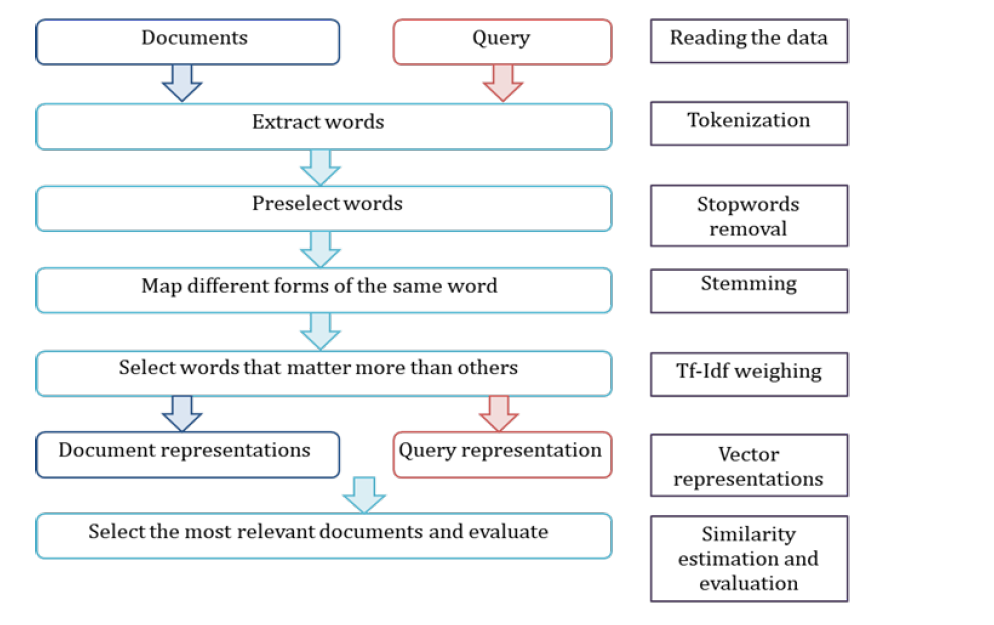 Documents
Query
Reading the data
Extract words
Tokenization
Preselect words
Stopwords
removal
Map different forms of the same word
Stemming
Select words that matter more than others
Tf-Idf weighing
Document representations
Query representation
Vector
representations
Select the most relevant documents and evaluate
Similarity
estimation and
evaluation